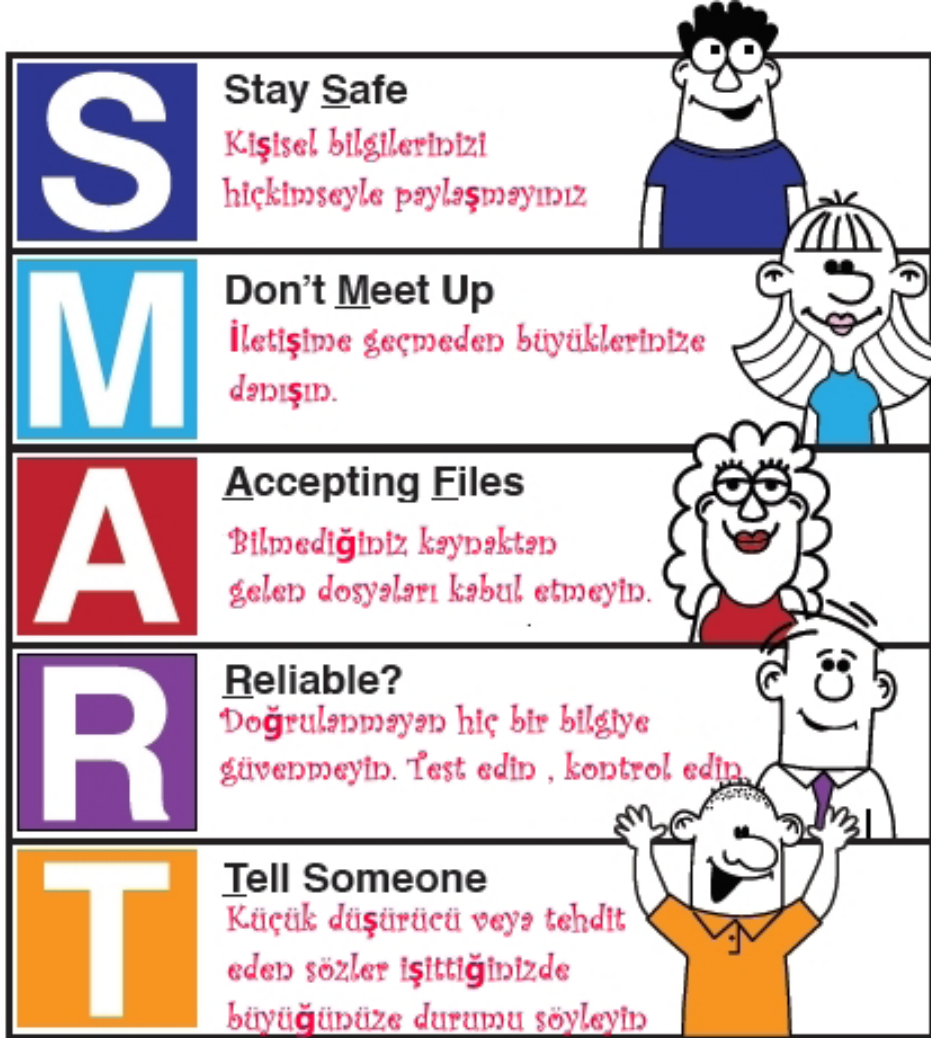 S
Stay Safe
Kişisel bilgilerinizi
hiçkimseyle paylaşmayınız
M
Don't Meet Up
İletişime geçmeden büyüklerinize
danışın.
A
Accepting Files
Bilmediğiniz kaynaktan
gelen dosyaları kabul etmeyin.
R
Reliable?
Doğrulanmayan hiç bir bilgiye
güvenmeyin. Test edin , kontrol edin
T
Tell Someone
Küçük düşürücü veya tehdit
eden sözler işittiğinizde
büyüğünüze durumu söyleyin